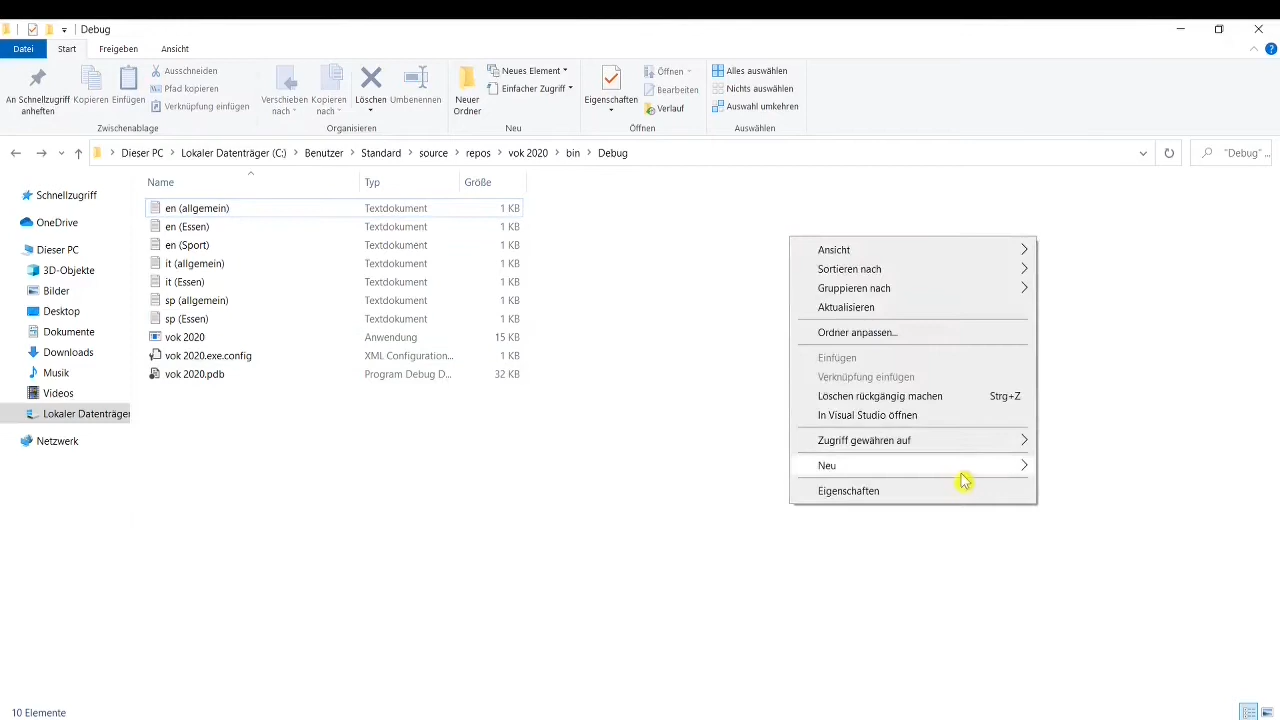 Debug
Datei Start Freigeben Ansicht
An Schnellzugriff anheften
Kopieren
Einfügen
Ausschneiden
Pfad kopieren
Verknüpfung einfügen
Zwischenablage
Verschieben nach
Kopieren nach
Löschen
Umbenennen
Organisieren
Neuer Ordner
Neues Element
Einfacher Zugriff
Neu
Eigenschaften
Öffnen
Bearbeiten
Verlauf
Öffnen
Alles auswählen
Nichts auswählen
Auswahl umkehren
Auswählen
Dieser PC > Lokaler Datenträger (C:) > Benutzer > Standard > source > repos > vok 2020 > bin > Debug
"Debug" ...
Schnellzugriff
OneDrive
Dieser PC
3D-Objekte
Bilder
Desktop
Dokumente
Downloads
Musik
Videos
Lokaler Datenträger
Netzwerk
Name Typ Größe
en (allgemein) Textdokument 1 KB
en (Essen) Textdokument 1 KB
en (Sport) Textdokument 1 KB
it (allgemein) Textdokument 1 KB
it (Essen) Textdokument 1 KB
sp (allgemein) Textdokument 1 KB
sp (Essen) Textdokument 1 KB
vok 2020 Anwendung 15 KB
vok 2020.exe.config XML Configuration... 1 KB
vok 2020.pdb Program Debug D... 32 KB
Ansicht
Sortieren nach
Gruppieren nach
Aktualisieren
Ordner anpassen...
Einfügen
Verknüpfung einfügen
Löschen rückgängig machen Strg+Z
In Visual Studio öffnen
Zugriff gewähren auf
Neu
Eigenschaften
10 Elemente